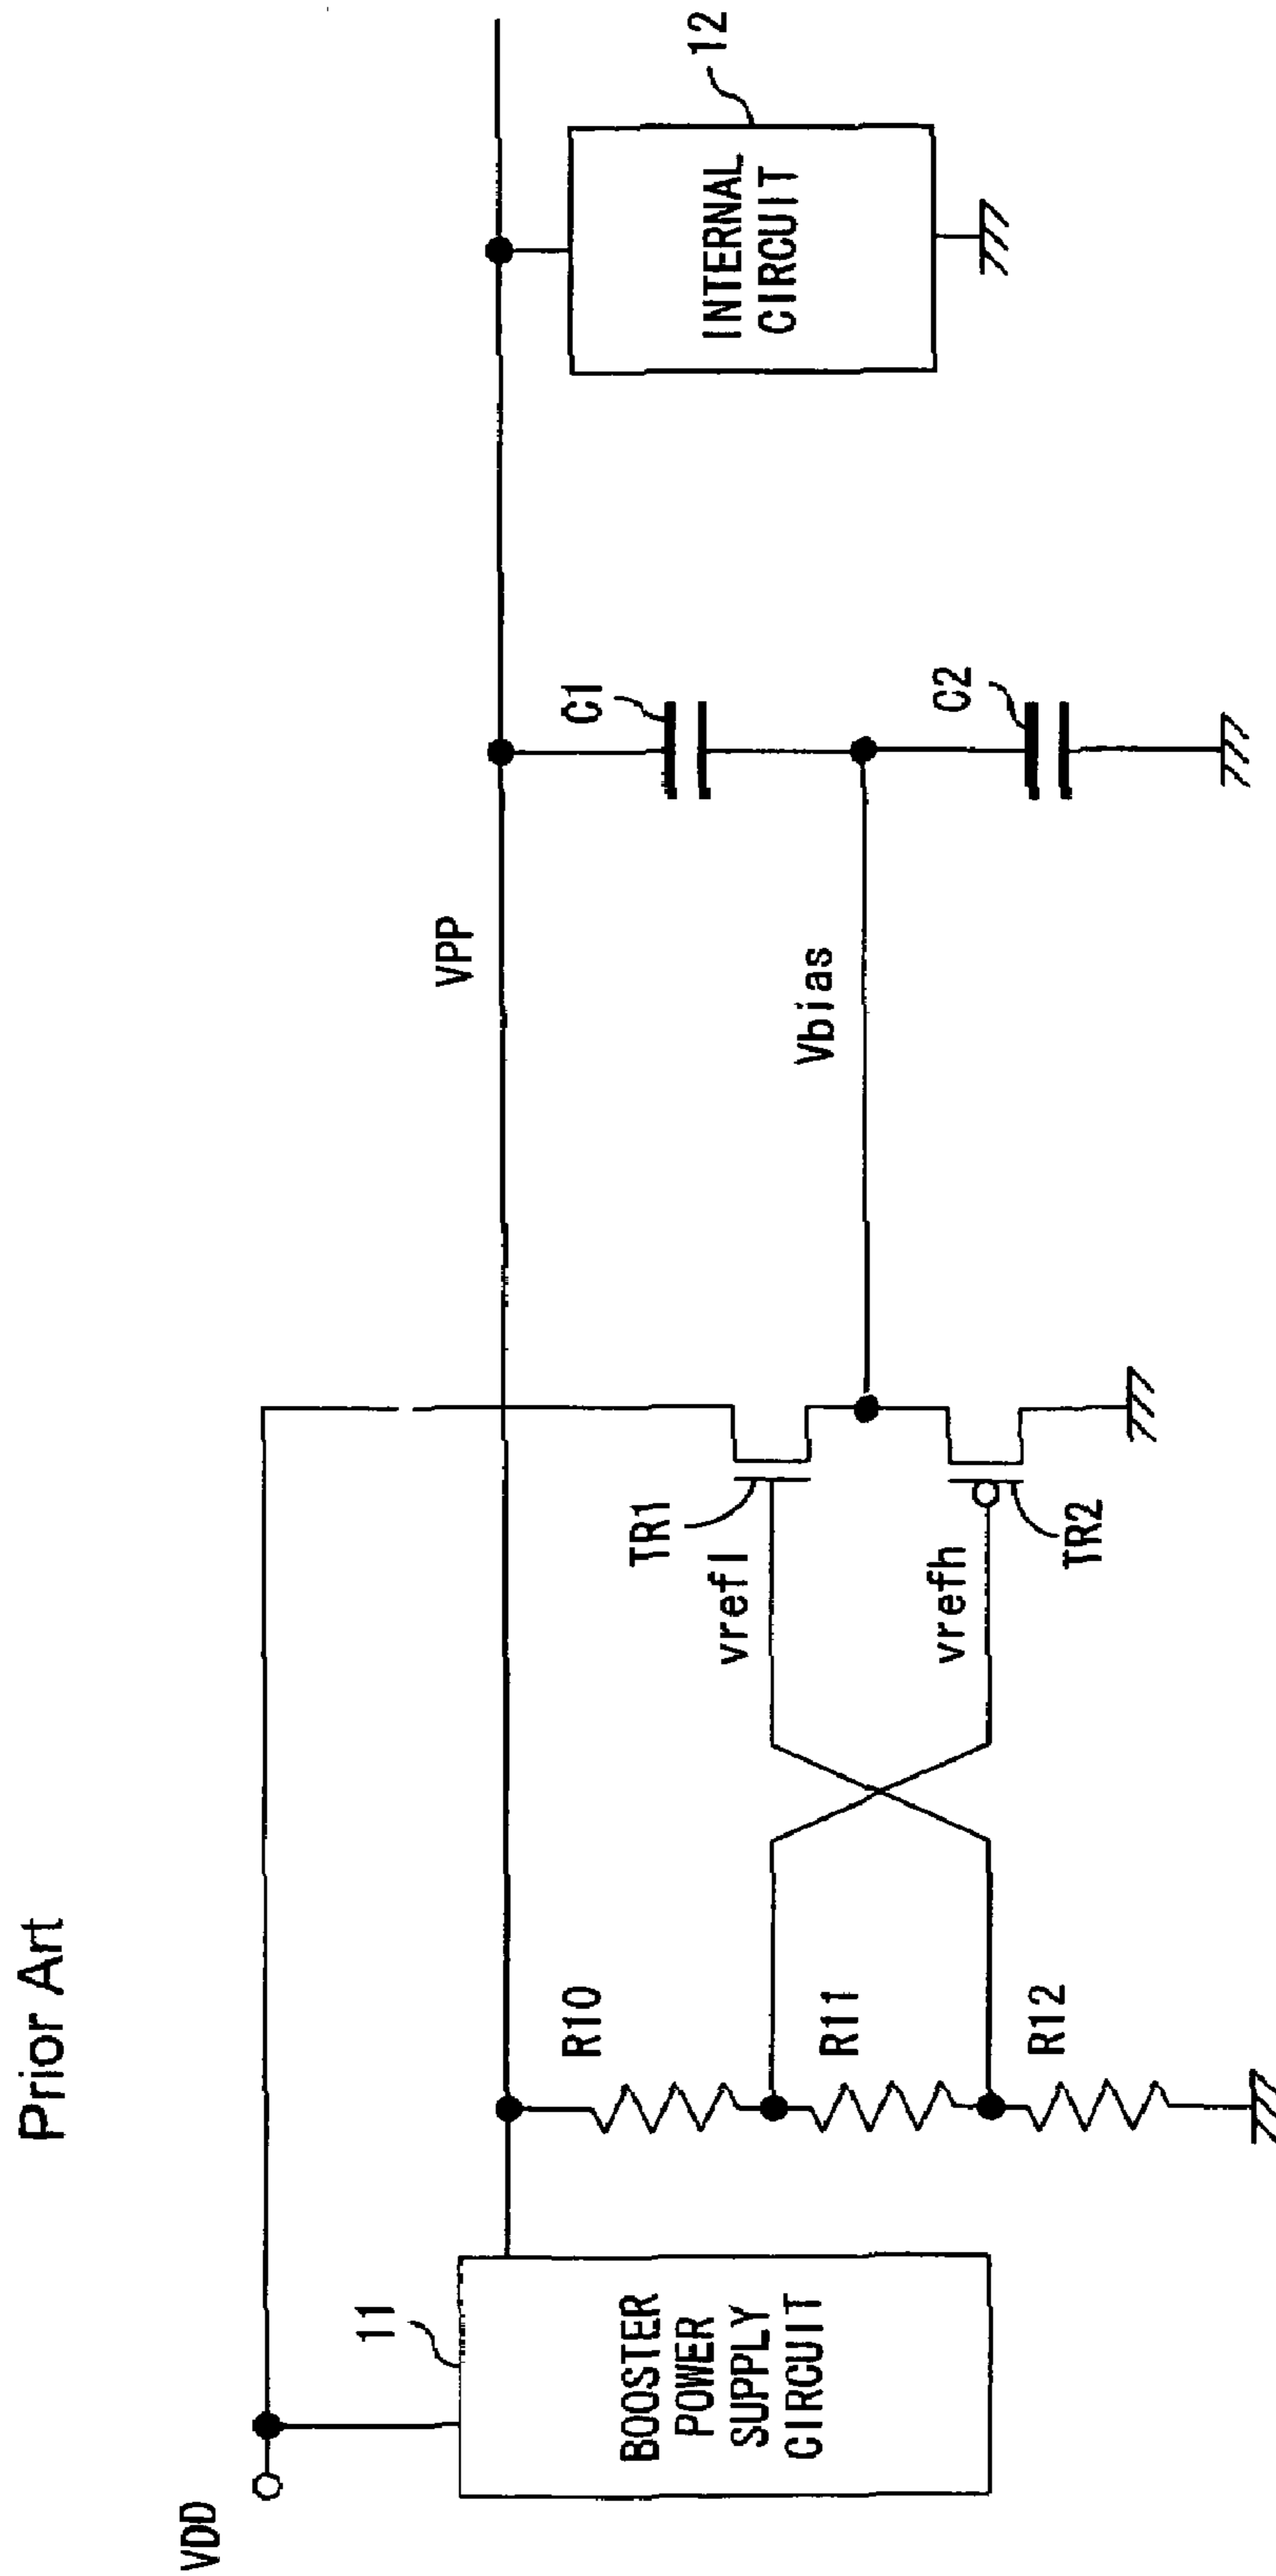 Prior Art
VDD
11
BOOSTER
POWER
SUPPLY
CIRCUIT
R10
R11
R12
vrefl
vrefh
TR1
TR2
VPP
Vbias
C1
C2
INTERNAL
CIRCUIT
12